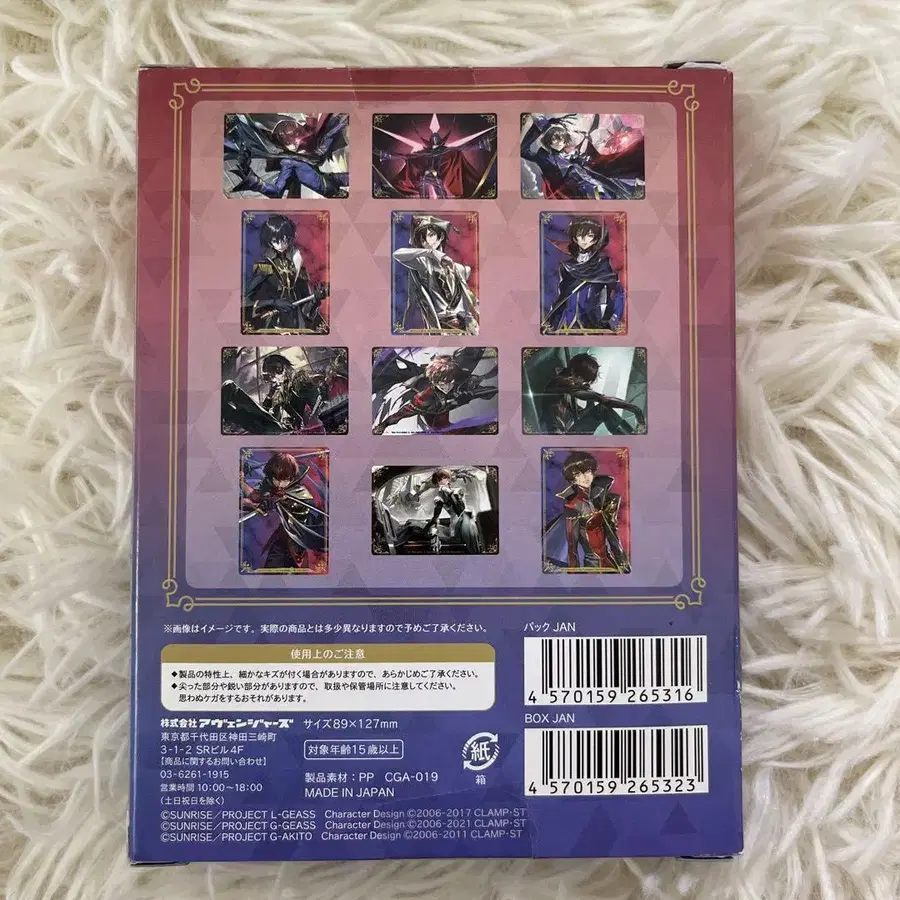 ※画像はイメージです。実際の商品とは多少異なりますので予めご了承ください。
使用上のご注意
◆製品の特性上、細かなキズが付く場合がありますので、あらかじめご了承ください。
◆尖った部分や鋭い部分がありますので、取扱や保管場所に注意してください。
思わぬケガをするおそれがあります。
株式会社アヴェンジャーズ
東京都千代田区神田三崎町
3-1-2 SRビル 4F
【商品に関するお問い合わせ】
03-6261-1915
営業時間 10:00~18:00
(土日祝日を除く)
サイズ89×127mm
対象年齢15歳以上
製品素材:PP CGA-019
MADE IN JAPAN
紙
箱
パック JAN
4 570159 265316
BOX JAN
4 570159 265323
©SUNRISE/PROJECT L-GEASS Character Design ©2006-2017 CLAMP・ST
©SUNRISE/PROJECT G-GEASS Character Design ©2006-2021 CLAMP・ST
©SUNRISE/PROJECT G-AKITO Character Design ©2006-2011 CLAMP・ST